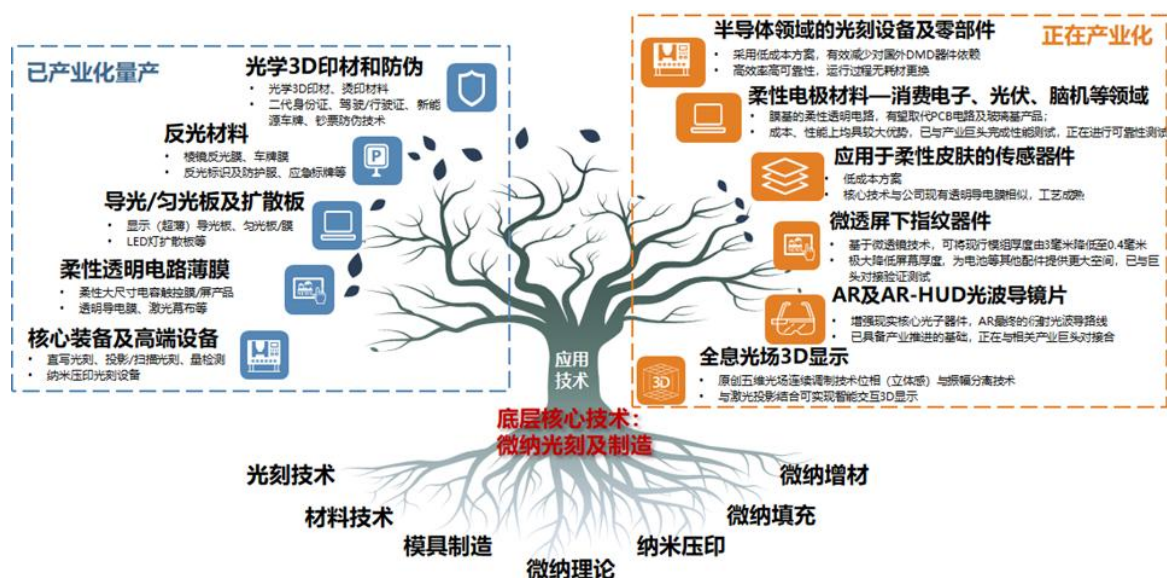 已产业化量产
光学3D印材和防伪
• 光学3D印材、烫印材料
• 二代身份证、驾驶/行驶证、新能
源车牌、钞票防伪技术
反光材料
• 棱镜反光膜、车牌膜
• 反光标识及防护服、应急标牌等
导光/匀光板及扩散板
• 显示（超薄）导光板、匀光板/膜
• LED灯扩散板等
柔性透明电路薄膜
• 柔性大尺寸电容触控膜/屏产品
• 透明导电膜、激光幕布等
核心装备及高端设备
• 直写光刻、投影/扫描光刻、量检测
• 纳米压印光刻设备
正在产业化
半导体领域的光刻设备及零部件
• 采用低成本方案，有效减少对国外DMD器件依赖
• 高效率高可靠性，运行过程无耗材更换
柔性电极材料—消费电子、光伏、脑机等领域
• 膜基的柔性透明电路，有望取代PCB电路及玻璃基产品；
• 成本、性能上均具较大优势，已与产业巨头完成性能测试，正在进行可靠性测试
应用于柔性皮肤的传感器件
• 低成本方案
• 核心技术与公司现有透明导电膜相似，工艺成熟
微透屏下指纹器件
• 基于微透镜技术，可将现行模组厚度由3毫米降低至0.4毫米
• 极大降低屏幕厚度，为电池等其他配件提供更大空间，已与巨
头对接验证测试
AR及AR-HUD光波导镜片
• 增强现实核心光子器件，AR最终的衍射光波导路线
• 已具备产业推进的基础，正在与相关产业巨头对接合
全息光场3D显示
• 原创五维光场连续调制技术位相（立体感）与振幅分离技术
• 与激光投影结合可实现智能交互3D显示
P
3D
应用
技术
底层核心技术：
微纳光刻及制造
光刻技术
材料技术
模具制造
微纳理论
纳米压印
微纳填充
微纳增材